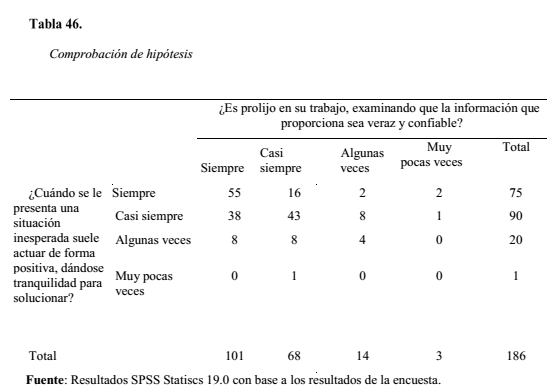 Tabla 46.
Comprobación de hipótesis
¿Es prolijo en su trabajo, examinando que la información que
proporciona sea veraz y confiable?
Siempre Casi siempre Algunas veces Muy pocas veces Total
¿Cuándo se le presenta una situación inesperada suele actuar de forma positiva, dándose tranquilidad para solucionar?
Siempre 55 16 2 2 75
Casi siempre 38 43 8 1 90
Algunas veces 8 8 4 0 20
Muy pocas veces 0 1 0 0 1
Total 101 68 14 3 186
Fuente: Resultados SPSS Statiscs 19.0 con base a los resultados de la encuesta.